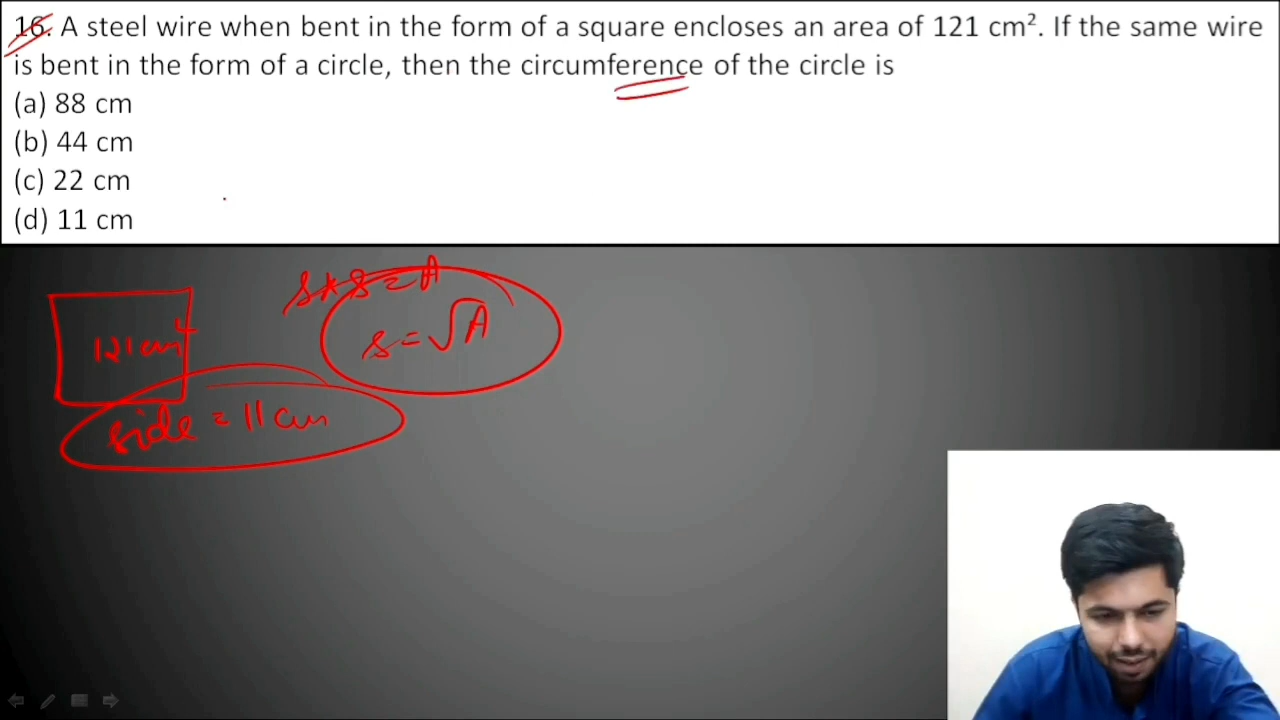 16. A steel wire when bent in the form of a square encloses an area of 121 cm². If the same wire
is bent in the form of a circle, then the circumference of the circle is
(a) 88 cm
(b) 44 cm
(c) 22 cm
(d) 11 cm
s*s=A
s=√A
121cm²
side = 11 cm